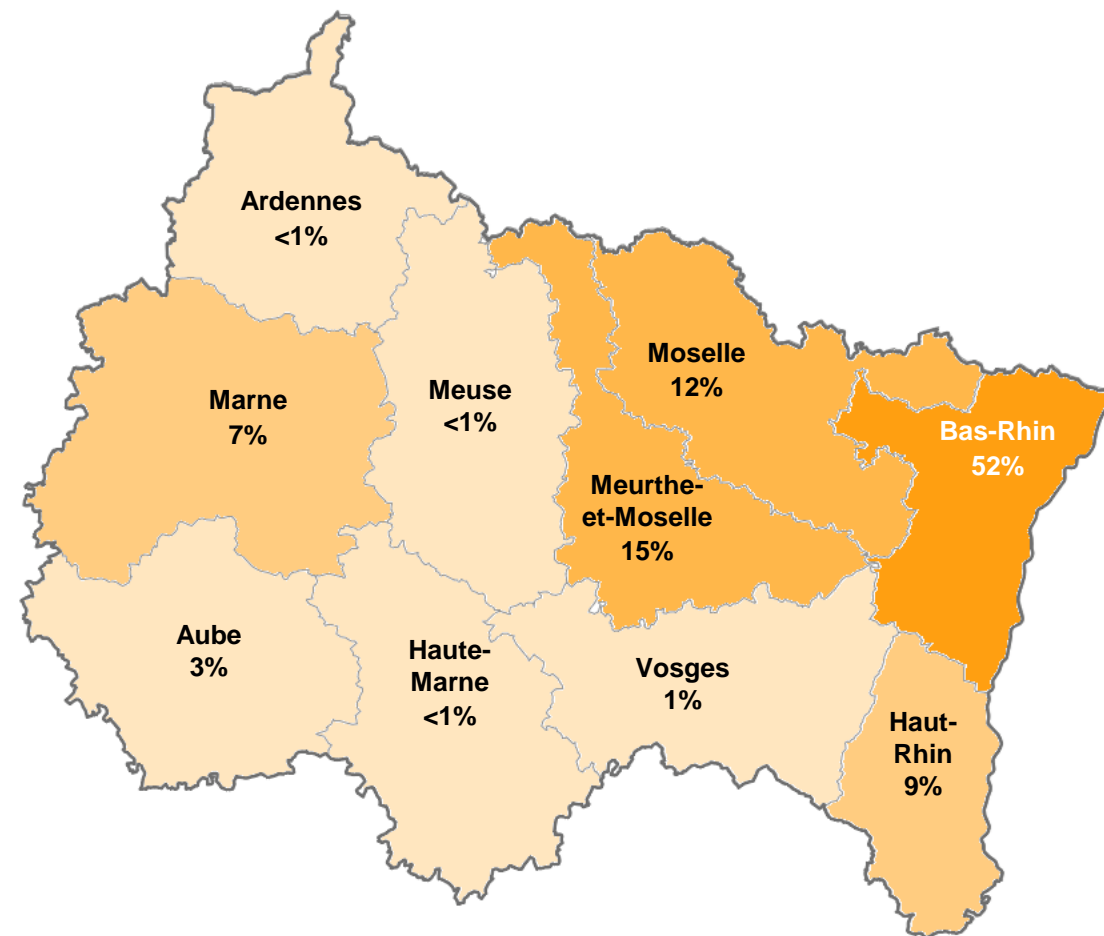 Ardennes
<1%
Moselle
12%
Marne
7%
Meuse
<1%
Bas-Rhin
52%
Meurthe-
et-Moselle
15%
Aube
3%
Haute-
Marne
<1%
Vosges
1%
Haut-
Rhin
9%